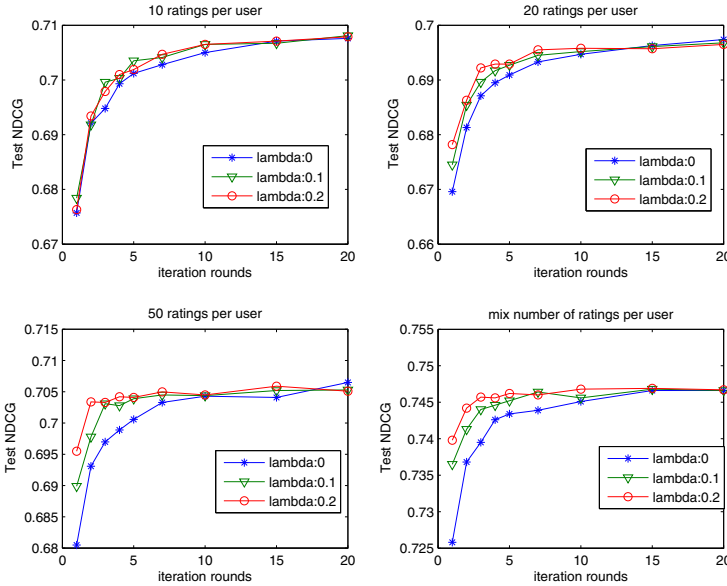 10 ratings per user
0.71
0.7
0.69
0.68
0.67
Test NDCG
0 5 10 15 20
iteration rounds
lambda:0
lambda:0.1
lambda:0.2
20 ratings per user
0.7
0.69
0.68
0.67
0.66
Test NDCG
0 5 10 15 20
iteration rounds
lambda:0
lambda:0.1
lambda:0.2
50 ratings per user
0.715
0.71
0.705
0.7
0.695
0.69
0.685
0.68
Test NDCG
0 5 10 15 20
iteration rounds
lambda:0
lambda:0.1
lambda:0.2
mix number of ratings per user
0.755
0.745
0.735
0.725
Test NDCG
0 5 10 15 20
iteration rounds
lambda:0
lambda:0.1
lambda:0.2